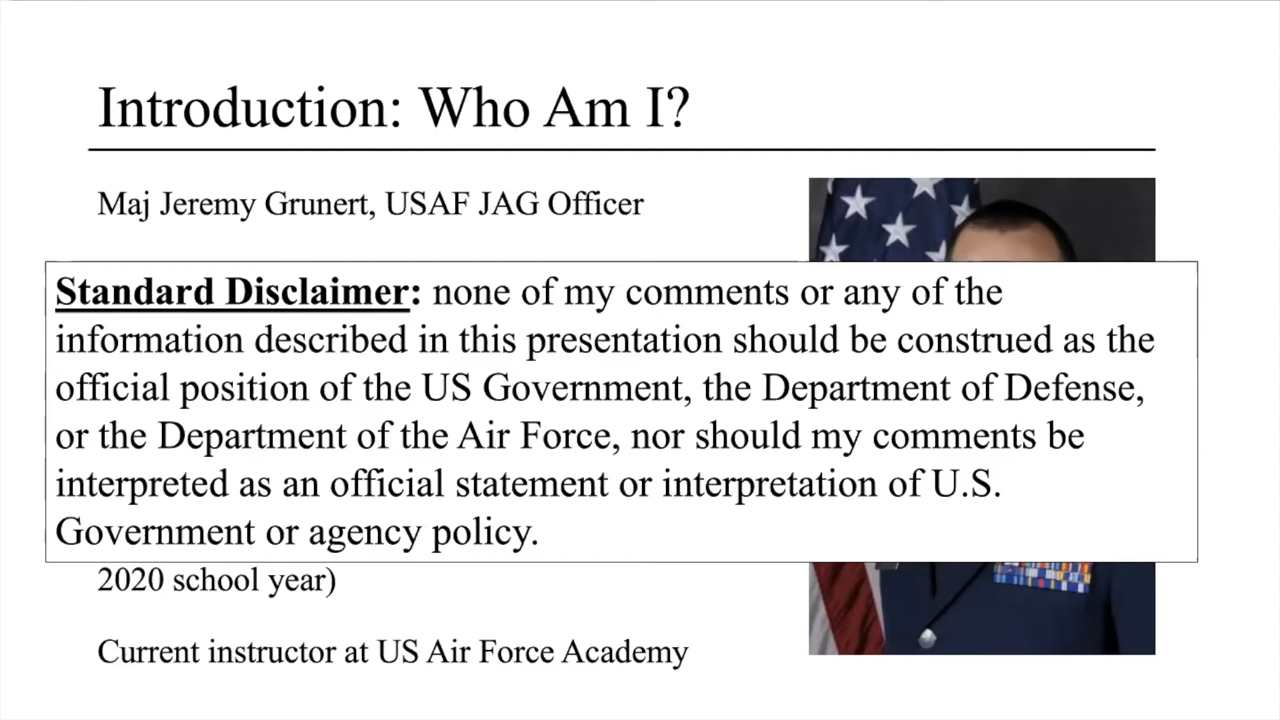 Introduction: Who Am I?
Maj Jeremy Grunert, USAF JAG Officer
Standard Disclaimer: none of my comments or any of the
information described in this presentation should be construed as the
official position of the US Government, the Department of Defense,
or the Department of the Air Force, nor should my comments be
interpreted as an official statement or interpretation of U.S.
Government or agency policy.
2020 school year)
Current instructor at US Air Force Academy